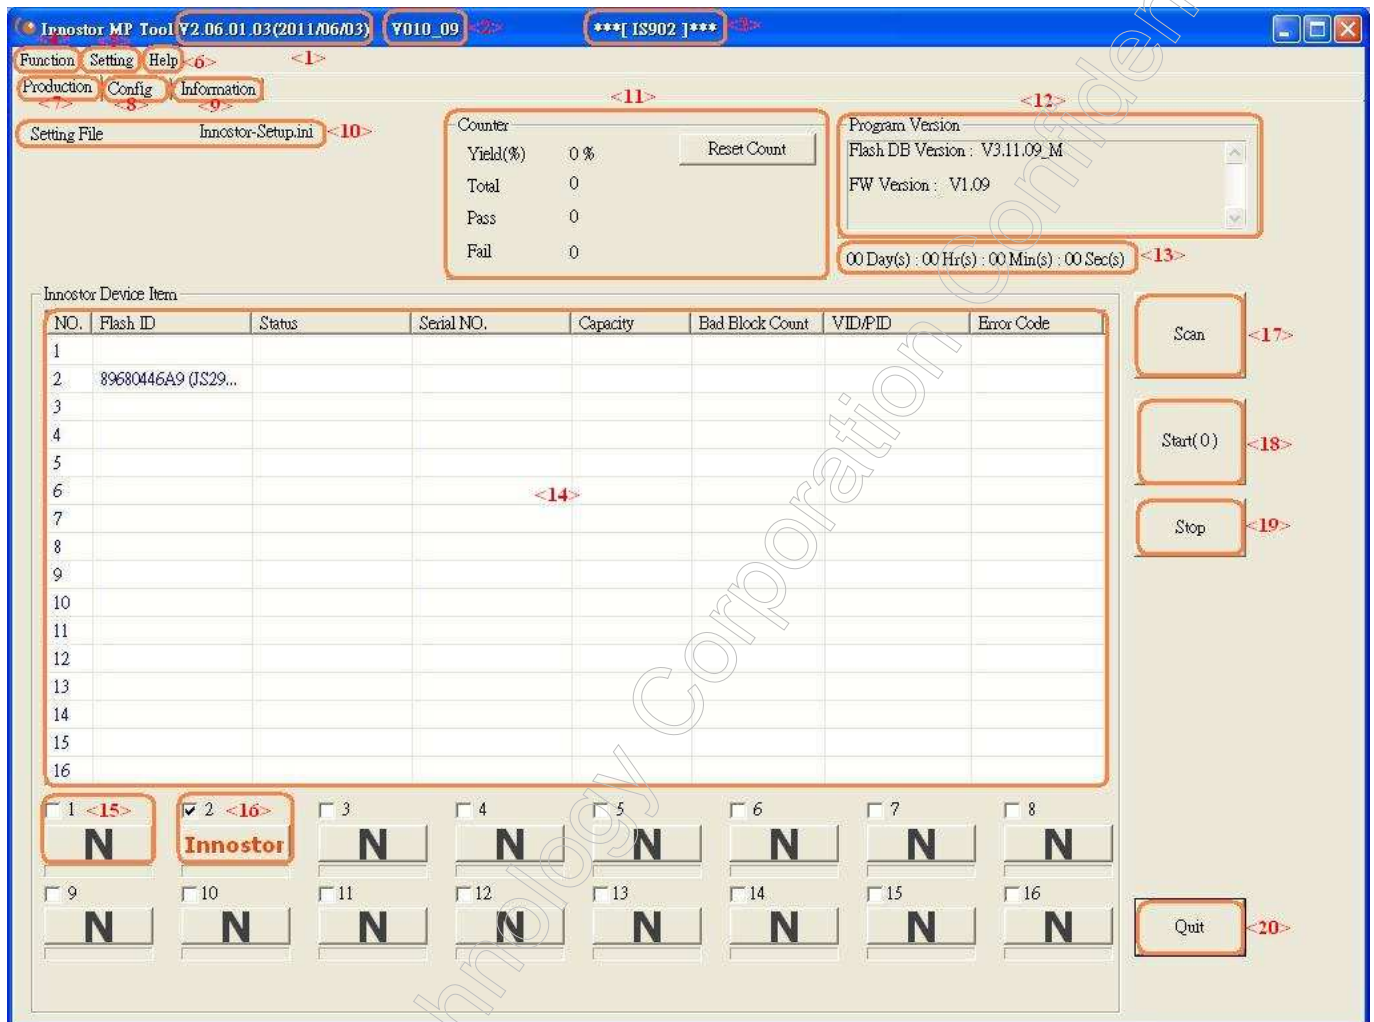 Innostor MP Tool V2.06.01.03(2011/06/03) V010_09 <2> ***[ IS902 ]*** <3>
Function Setting Help <6> <1>
Production Config Information
<7> <8> <9> <11> <12>
Setting File Innostor-Setup.ini <10>
Counter
Yield(%) 0 % Reset Count
Total 0
Pass 0
Fail 0
Program Version
Flash DB Version : V3.11.09_M
FW Version : V1.09
00 Day(s) : 00 Hr(s) : 00 Min(s) : 00 Sec(s) <13>
Innostor Device Item
NO. Flash ID Status Serial NO. Capacity Bad Block Count VID/PID Error Code
1
2 89680446A9 (JS29...
3
4
5
6
7
8
9
10
11
12
13
14
15
16
<14>
Scan <17>
Start( 0 ) <18>
Stop <19>
1 <15> 2 <16> 3 4 5 6 7 8
N Innostor N N N N N N
9 10 11 12 13 14 15 16
N N N N N N N N
Quit <20>
chnology Corporation Confiden